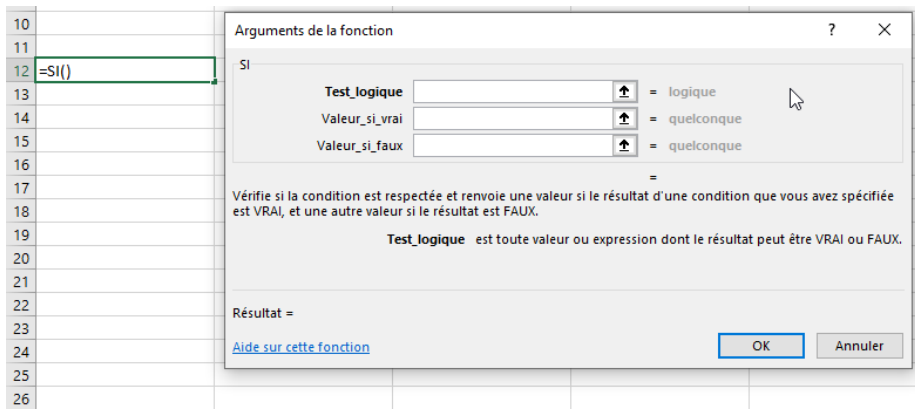 10
Arguments de la fonction ? ×
11
SI
12 =SI()
Test_logique = logique
13
14 Valeur_si_vrai = quelconque
15 Valeur_si_faux = quelconque
16
=
17
Vérifie si la condition est respectée et renvoie une valeur si le résultat d'une condition que vous avez spécifiée
18 est VRAI, et une autre valeur si le résultat est FAUX.
19 Test_logique est toute valeur ou expression dont le résultat peut être VRAI ou FAUX.
20
21
22 Résultat =
23
24 Aide sur cette fonction OK Annuler
25
26